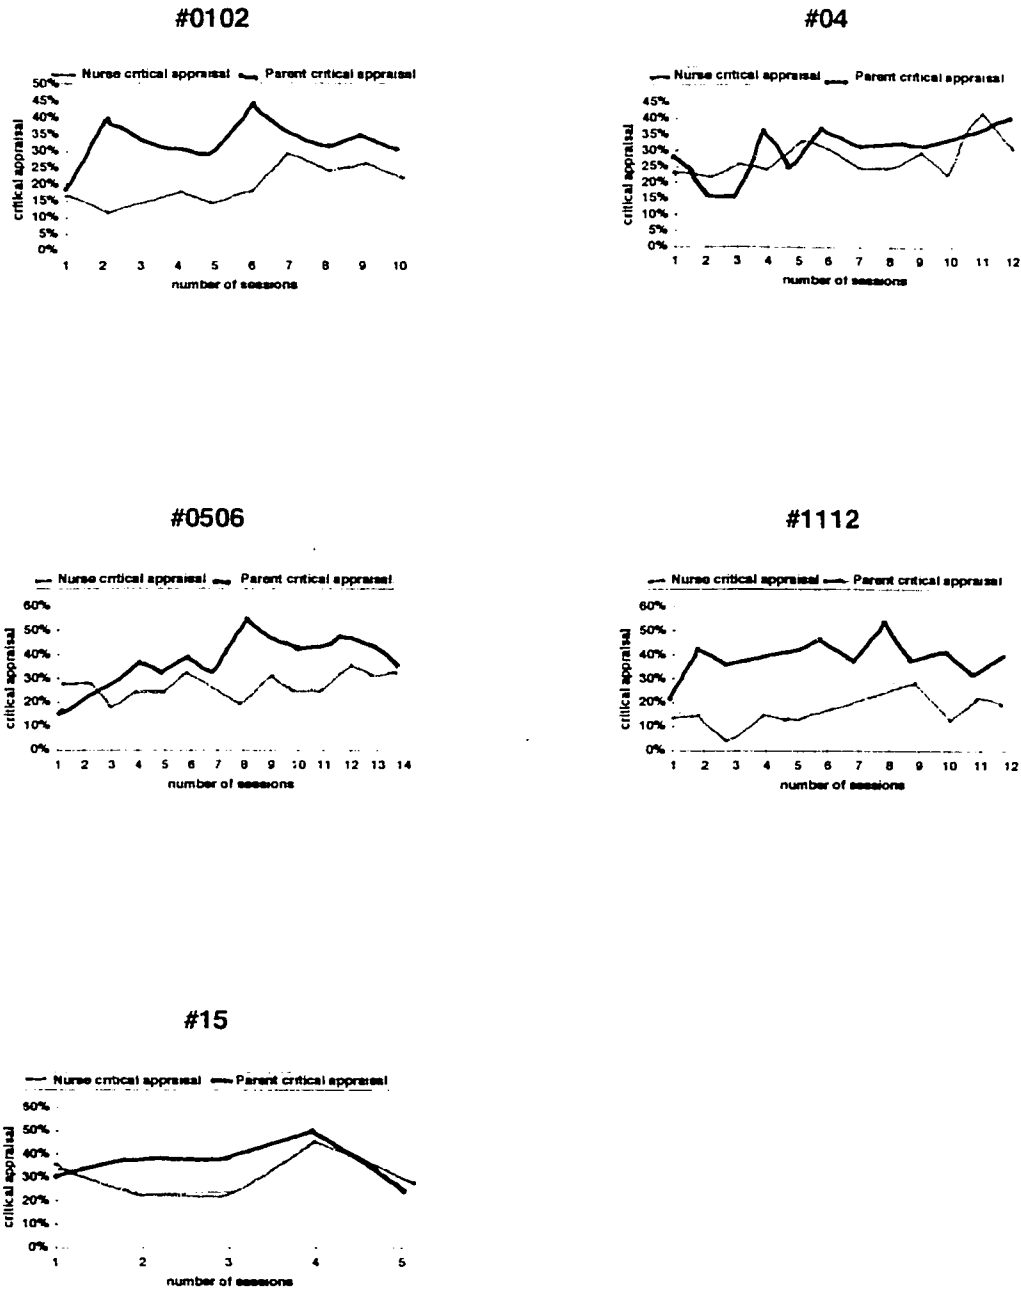 #0102
Nurse critical appraisal Parent critical appraisal
50%
45%
40%
35%
30%
25%
20%
15%
10%
5%
0%
critical appraisal
1 2 3 4 5 6 7 8 9 10
number of sessions
#04
Nurse critical appraisal Parent critical appraisal
45%
40%
35%
30%
25%
20%
15%
10%
5%
0%
critical appraisal
1 2 3 4 5 6 7 8 9 10 11 12
number of sessions
#0506
Nurse critical appraisal Parent critical appraisal
60%
50%
40%
30%
20%
10%
0%
critical appraisal
1 2 3 4 5 6 7 8 9 10 11 12 13 14
number of sessions
#1112
Nurse critical appraisal Parent critical appraisal
60%
50%
40%
30%
20%
10%
0%
critical appraisal
1 2 3 4 5 6 7 8 9 10 11 12
number of sessions
#15
Nurse critical appraisal Parent critical appraisal
60%
50%
40%
30%
20%
10%
0%
critical appraisal
1 2 3 4 5
number of sessions